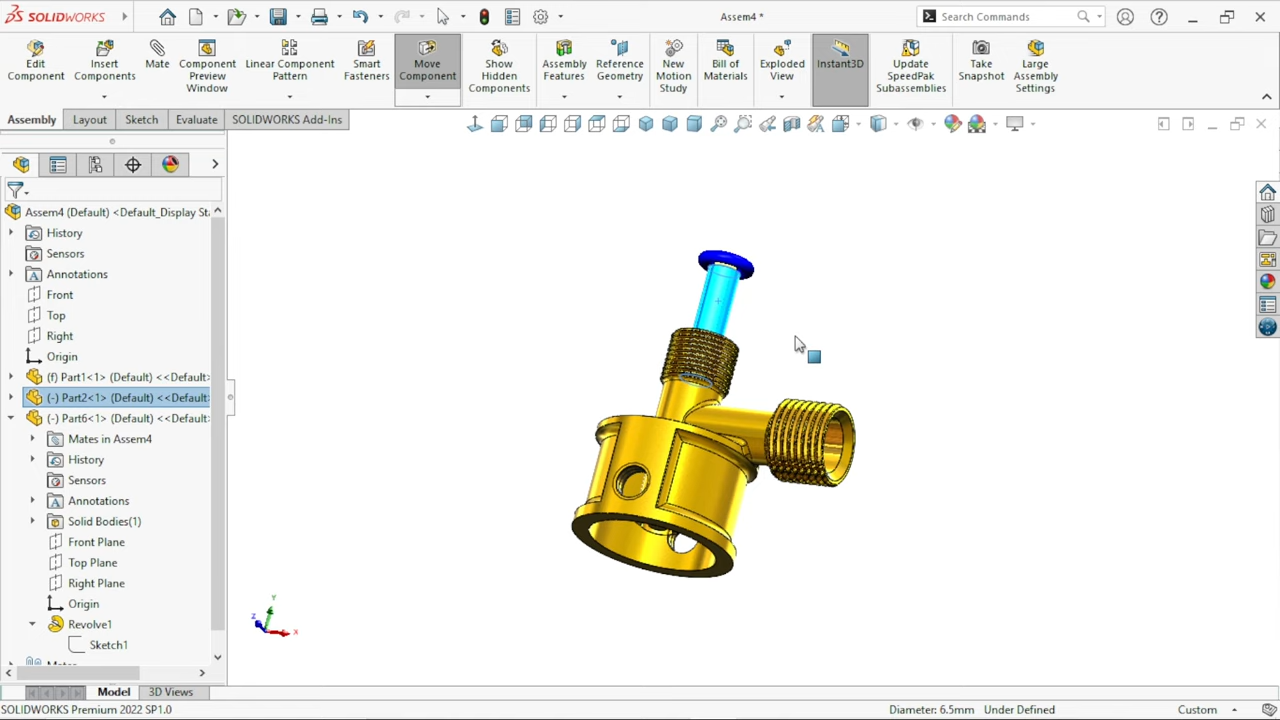 SOLIDWORKS
Assem4 *
Search Commands
Edit Component
Insert Components
Mate
Component Preview Window
Linear Component Pattern
Smart Fasteners
Move Component
Show Hidden Components
Assembly Features
Reference Geometry
New Motion Study
Bill of Materials
Exploded View
Instant3D
Update SpeedPak Subassemblies
Take Snapshot
Large Assembly Settings
Assembly
Layout
Sketch
Evaluate
SOLIDWORKS Add-Ins
Assem4 (Default) <Default_Display Sta
History
Sensors
Annotations
Front
Top
Right
Origin
(f) Part1<1> (Default) <<Default>
(-) Part2<1> (Default) <<Default>
(-) Part6<1> (Default) <<Default>
Mates in Assem4
History
Sensors
Annotations
Solid Bodies(1)
Front Plane
Top Plane
Right Plane
Origin
Revolve1
Sketch1
Y
Z
X
Model
3D Views
SOLIDWORKS Premium 2022 SP1.0
Diameter: 6.5mm
Under Defined
Custom